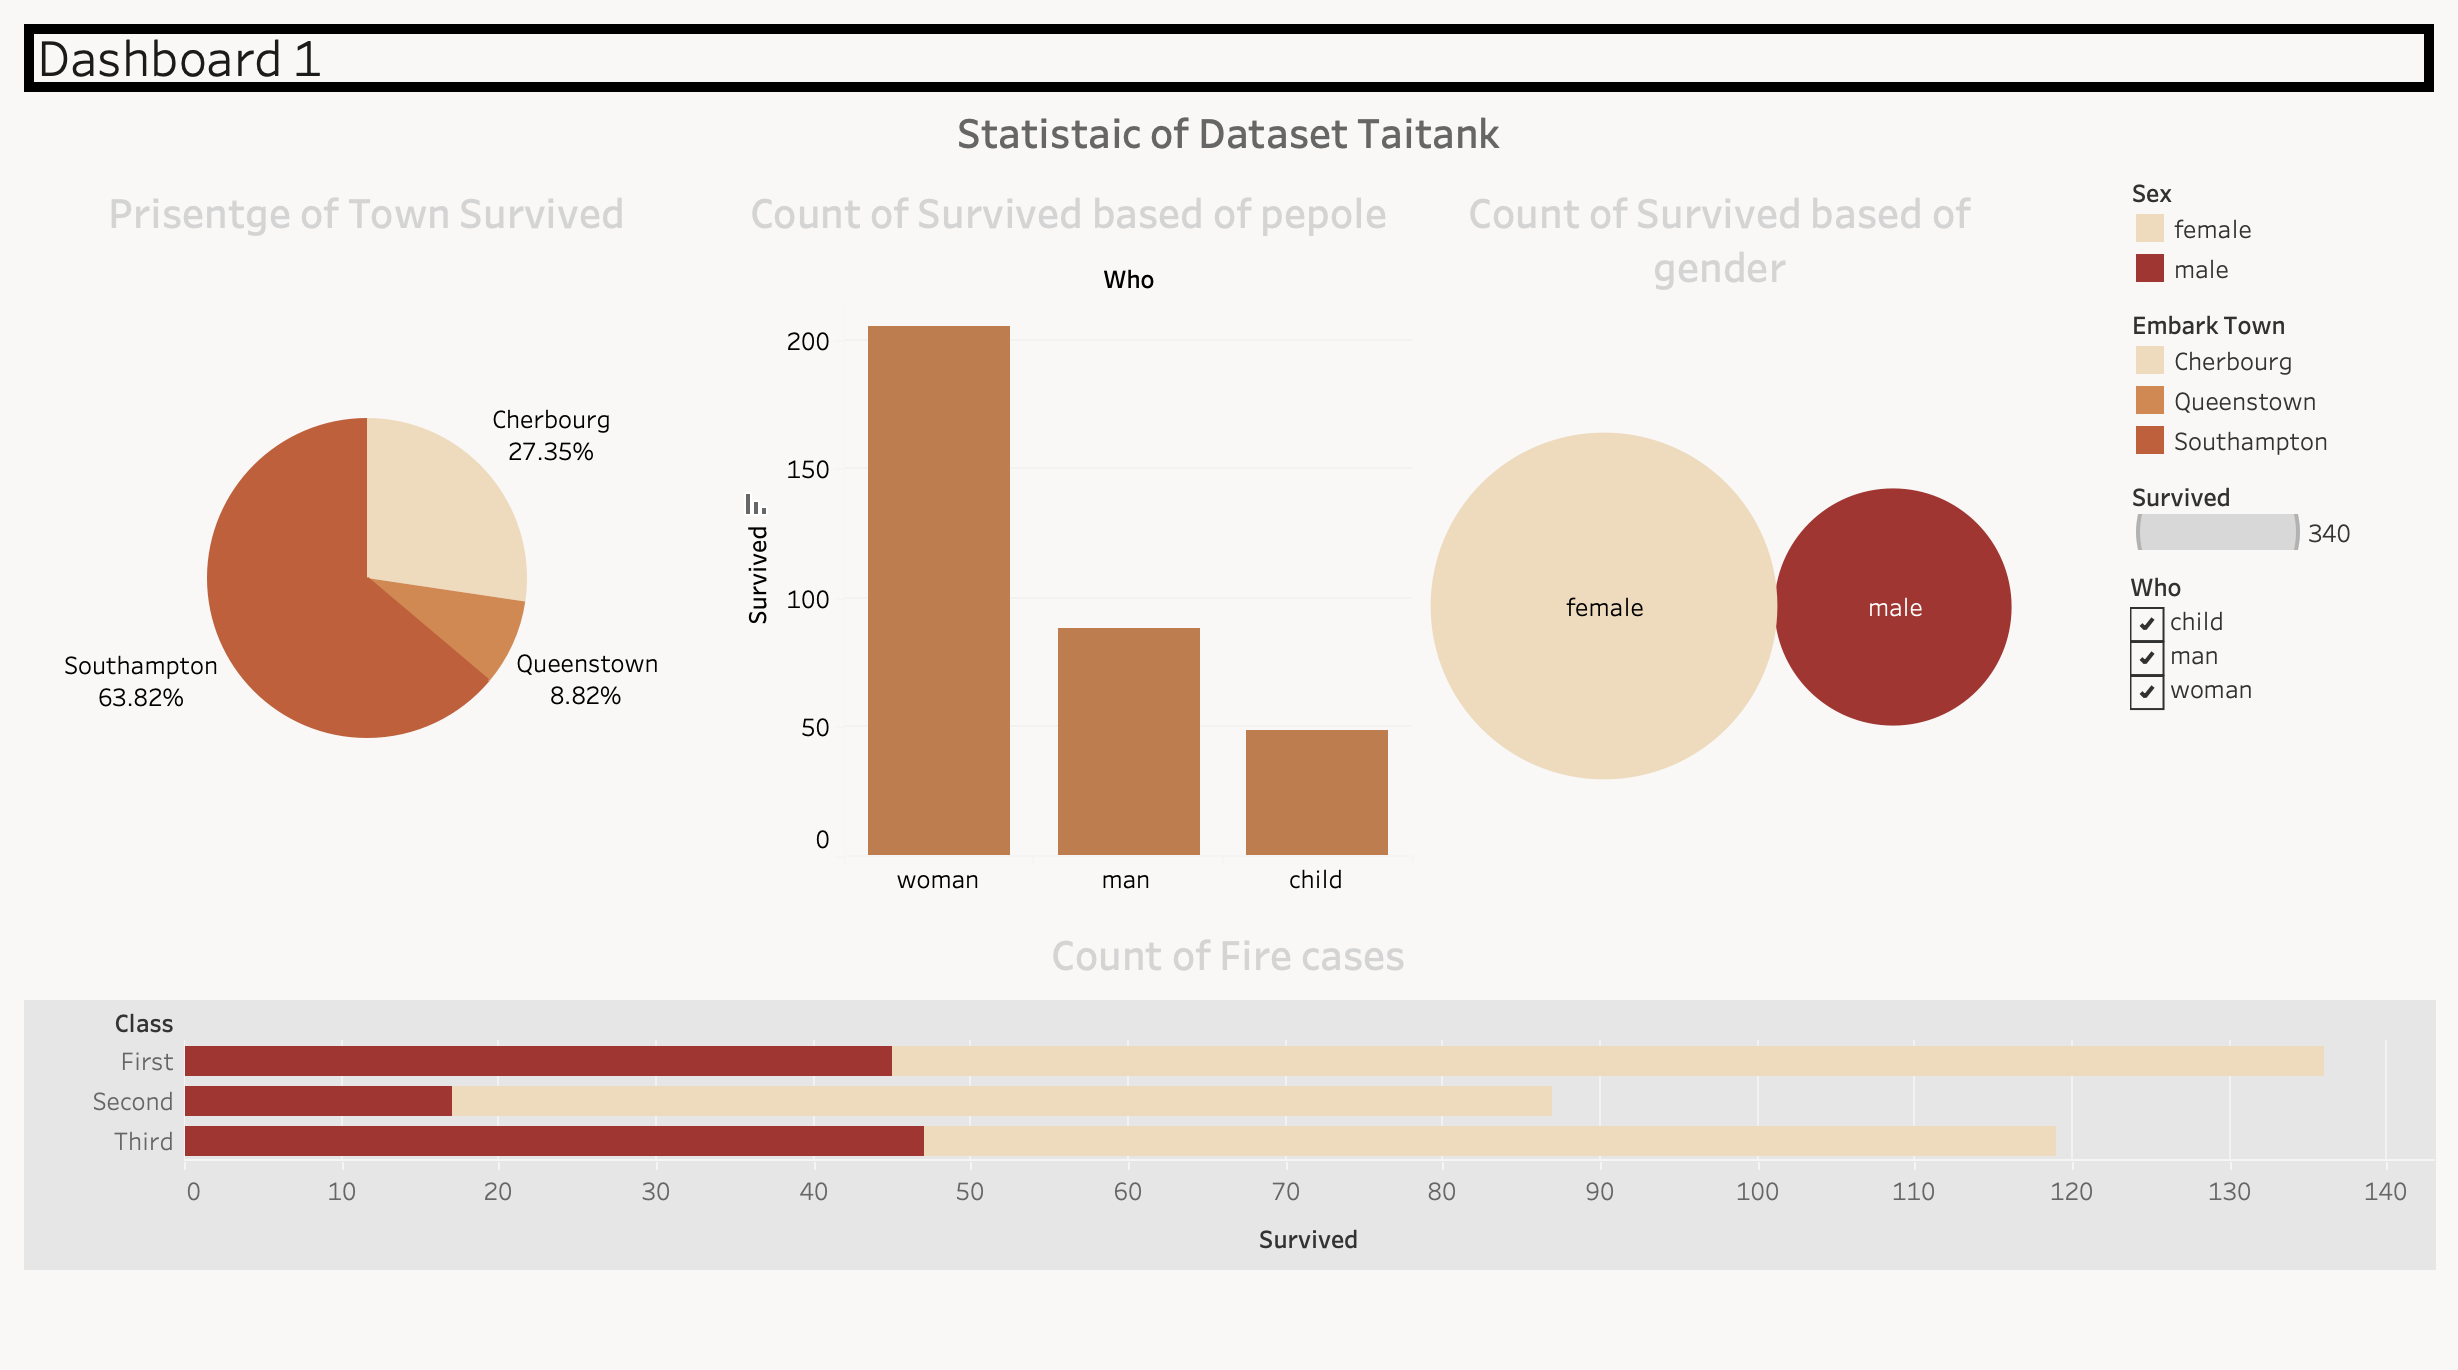 Dashboard 1
Statistaic of Dataset Taitank
Prisentge of Town Survived
Cherbourg
27.35%
Southampton
63.82%
Queenstown
8.82%
Count of Survived based of pepole
Who
Survived
200
150
100
50
0
woman man child
Count of Survived based of
gender
female male
Sex
female
male
Embark Town
Cherbourg
Queenstown
Southampton
Survived
340
Who
child
man
woman
Count of Fire cases
Class
First
Second
Third
0 10 20 30 40 50 60 70 80 90 100 110 120 130 140
Survived